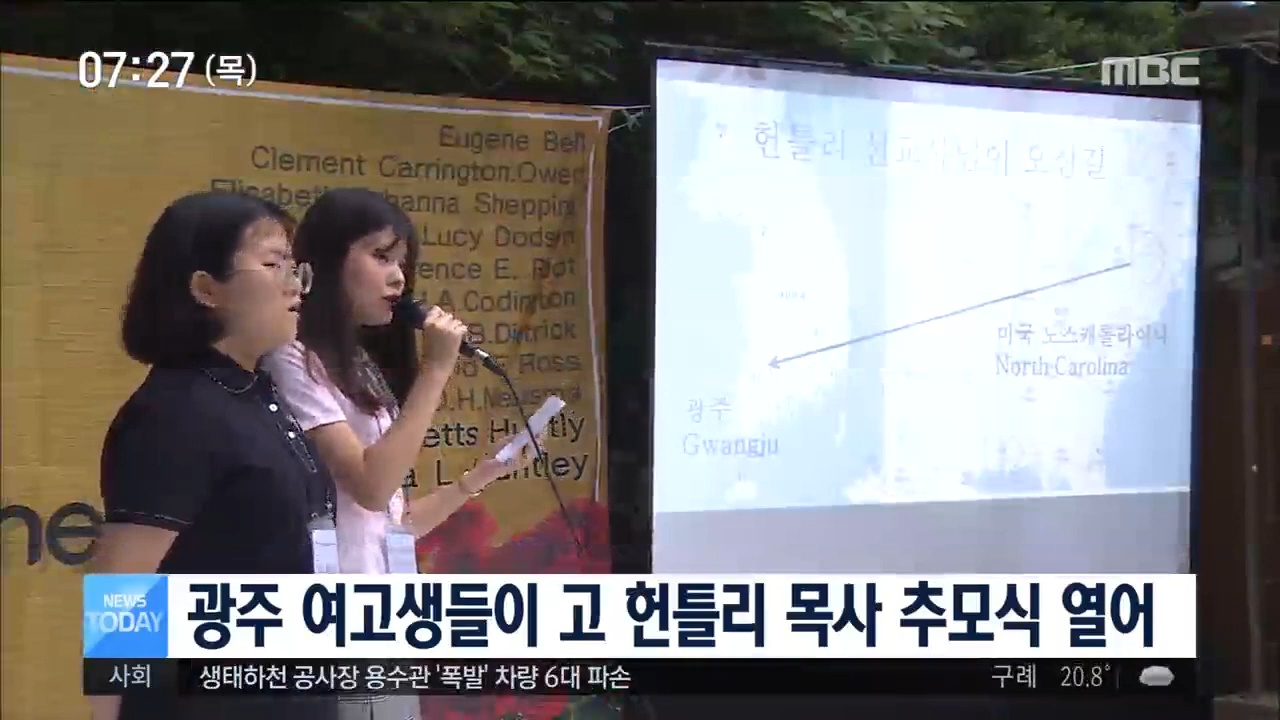 07:27 (목)
MBC
Eugene Bell
Clement Carrington.Owen
Lucy Dodson
North Carolina
미국 노스캐롤라이나
헌틀리 선교사님의 오신길
광주
Gwangju
NEWS TODAY
광주 여고생들이 고 헌틀리 목사 추모식 열어
사회
생태하천 공사장 용수관 '폭발' 차량 6대 파손
구례 20.8°